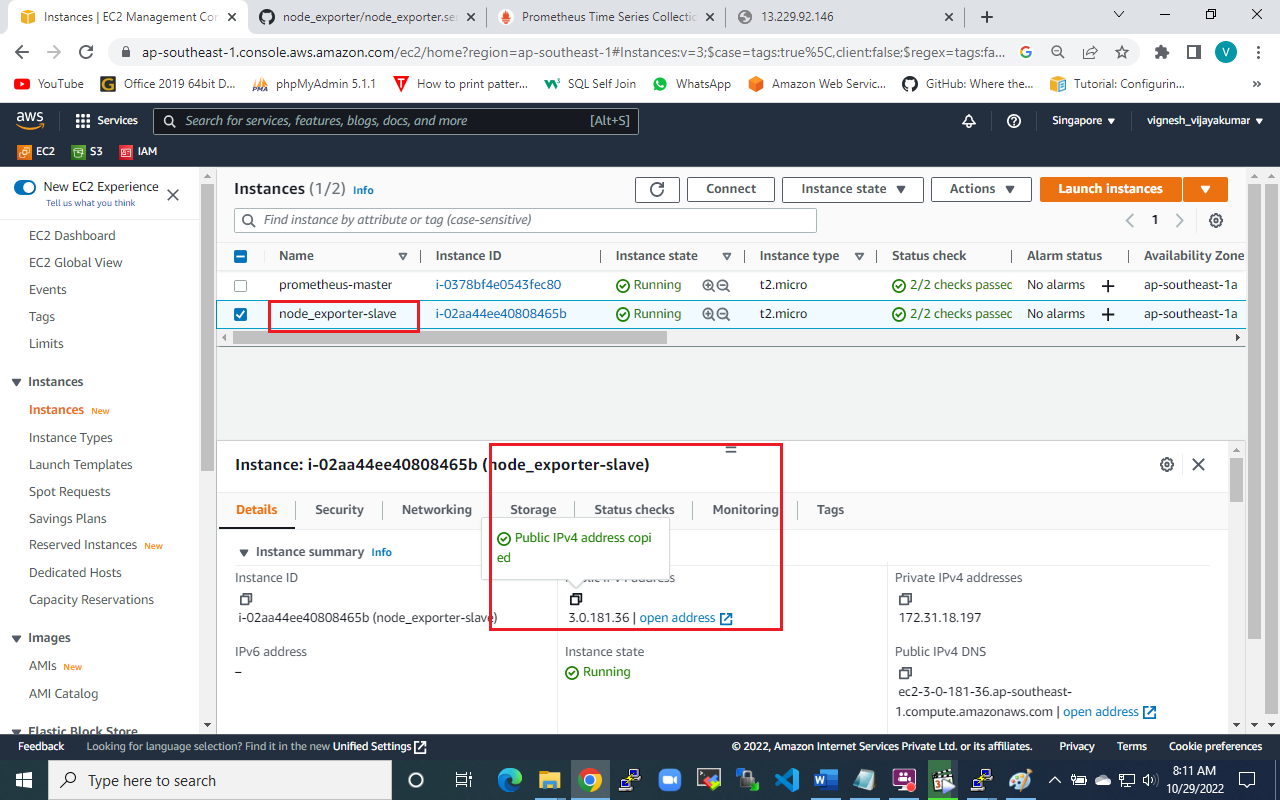 Instances | EC2 Management Con
node_exporter/node_exporter.ser
Prometheus Time Series Collectio
13.229.92.146
ap-southeast-1.console.aws.amazon.com/ec2/home?region=ap-southeast-1#Instances:v=3;$case=tags:true%5C,client:false;$regex=tags:fa...
V
YouTube
Office 2019 64bit D...
phpMyAdmin 5.1.1
How to print patter...
SQL Self Join
WhatsApp
Amazon Web Servic...
GitHub: Where the...
Tutorial: Configurin...
»
aws
Services
Search for services, features, blogs, docs, and more
[Alt+S]
Singapore
vignesh_vijayakumar
EC2
S3
IAM
New EC2 Experience
Tell us what you think
EC2 Dashboard
EC2 Global View
Events
Tags
Limits
Instances
Instances New
Instance Types
Launch Templates
Spot Requests
Savings Plans
Reserved Instances New
Dedicated Hosts
Capacity Reservations
Images
AMIs New
AMI Catalog
Elastic Block Store
Instances (1/2) Info
Connect
Instance state
Actions
Launch instances
Find instance by attribute or tag (case-sensitive)
1
Name Instance ID Instance state Instance type Status check Alarm status Availability Zone
prometheus-master i-0378bf4e0543fec80 Running t2.micro 2/2 checks passed No alarms ap-southeast-1a
node_exporter-slave i-02aa44ee40808465b Running t2.micro 2/2 checks passed No alarms ap-southeast-1a
Instance: i-02aa44ee40808465b (node_exporter-slave)
Details
Security
Networking
Storage
Status checks
Monitoring
Tags
Public IPv4 address copi
ed
Instance summary Info
Instance ID
i-02aa44ee40808465b (node_exporter-slave)
Public IPv4 address
3.0.181.36 | open address
Private IPv4 addresses
172.31.18.197
IPv6 address
–
Instance state
Running
Public IPv4 DNS
ec2-3-0-181-36.ap-southeast-
1.compute.amazonaws.com | open address
Feedback
Looking for language selection? Find it in the new Unified Settings
© 2022, Amazon Internet Services Private Ltd. or its affiliates.
Privacy
Terms
Cookie preferences
Type here to search
8:11 AM
10/29/2022